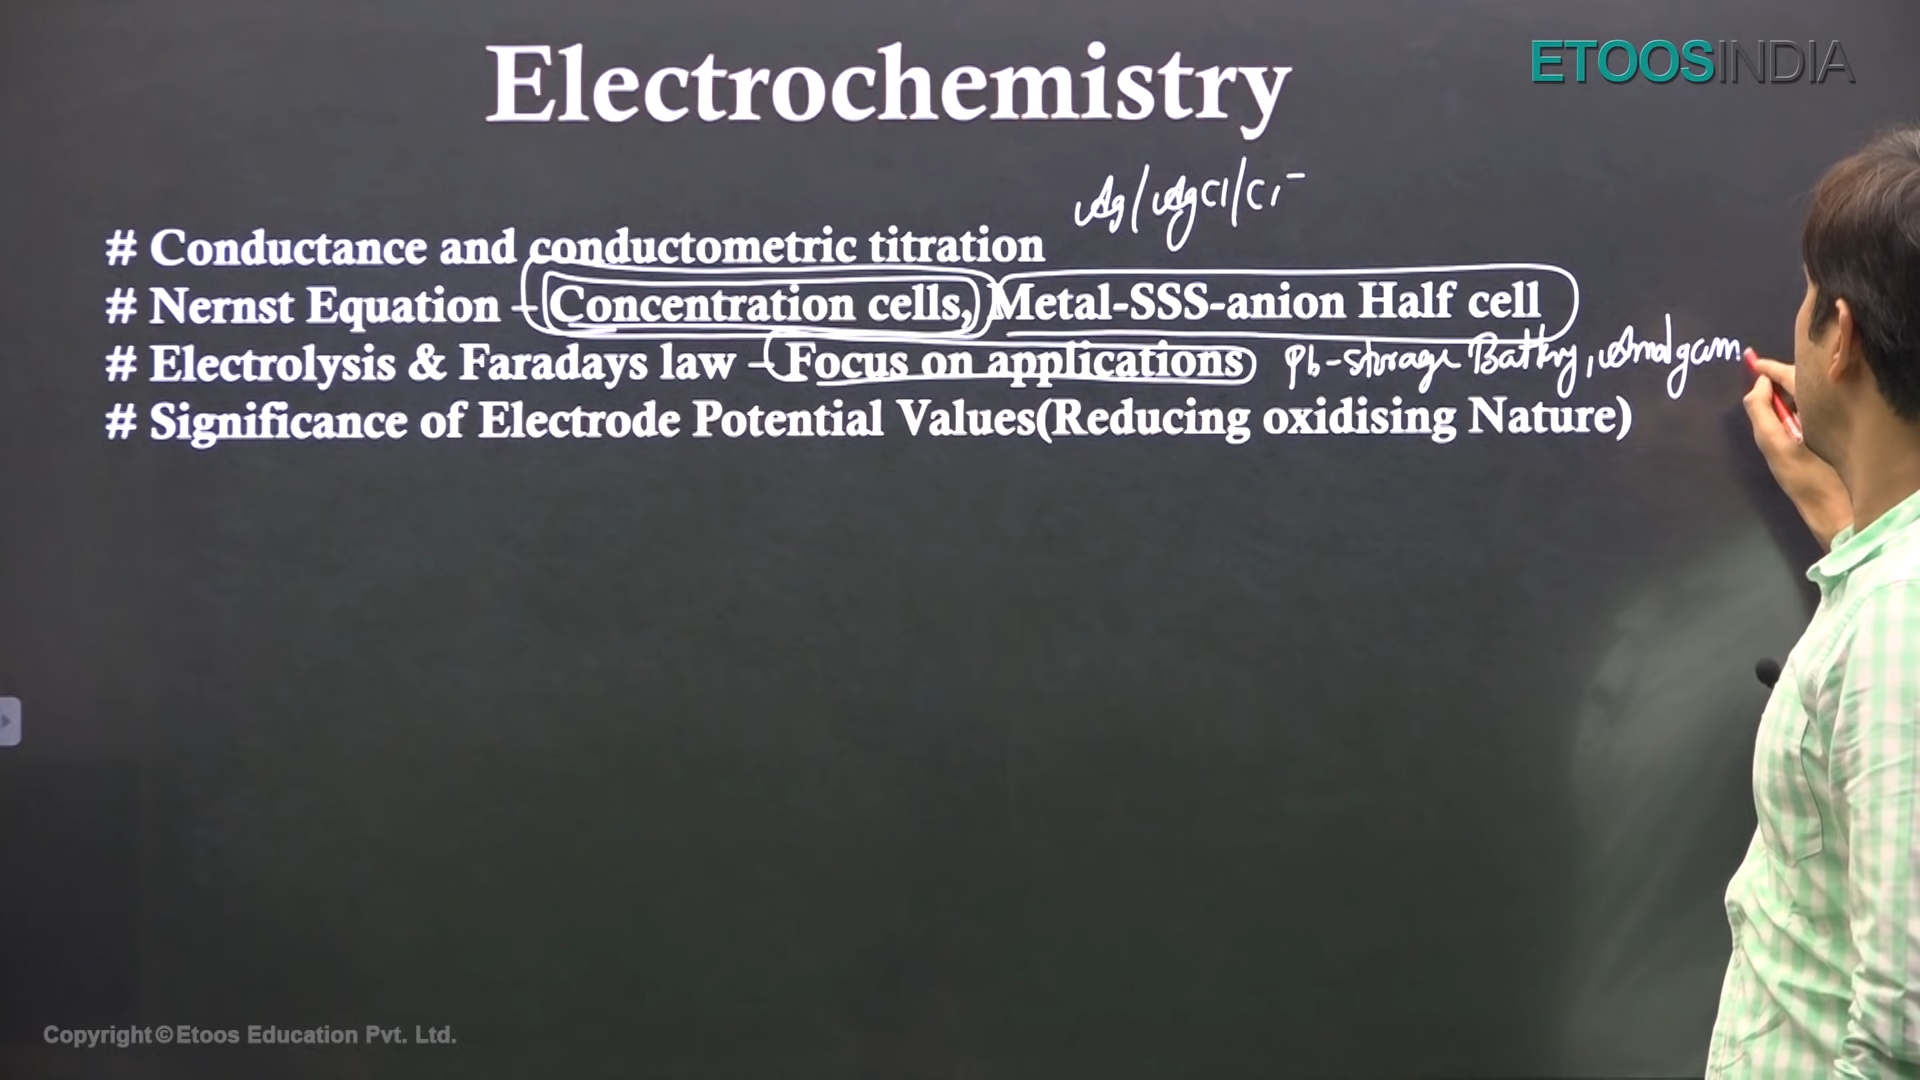 Electrochemistry
ETOOSINDIA
Ag/AgCl/Cl⁻
# Conductance and conductometric titration
# Nernst Equation – Concentration cells, Metal-SSS-anion Half cell
# Electrolysis & Faradays law – Focus on applications Pb-storage Battery, Amalgam
# Significance of Electrode Potential Values(Reducing oxidising Nature)
Copyright © Etoos Education Pvt. Ltd.